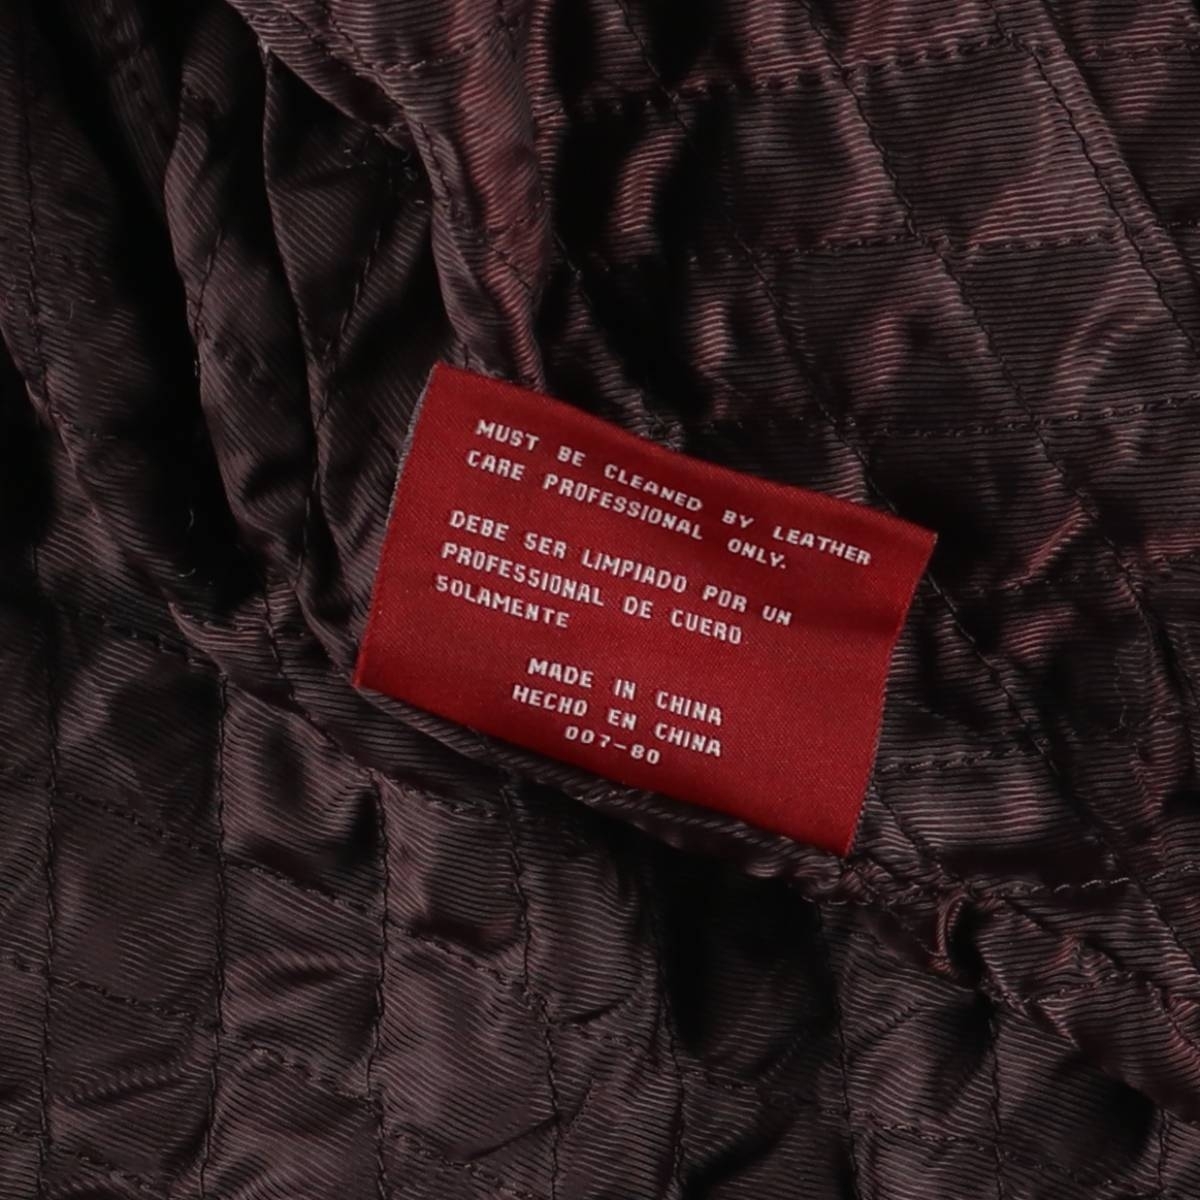 MUST BE CLEANED BY LEATHER
CARE PROFESSIONAL ONLY.
DEBE SER LIMPIADO POR UN
PROFESSIONAL DE CUERO
SOLAMENTE
MADE IN CHINA
HECHO EN CHINA
007-80